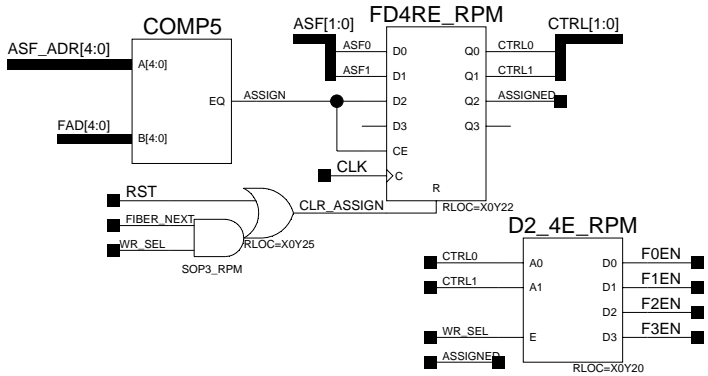 COMP5
ASF_ADR[4:0]
A[4:0]
EQ
ASSIGN
FAD[4:0]
B[4:0]
ASF[1:0]
ASF0
ASF1
FD4RE_RPM
D0
D1
D2
D3
CE
C
R
Q0
Q1
Q2
Q3
CTRL0
CTRL1
ASSIGNED
CTRL[1:0]
CLK
RLOC=X0Y22
RST
FIBER_NEXT
WR_SEL
CLR_ASSIGN
RLOC=X0Y25
SOP3_RPM
D2_4E_RPM
CTRL0
CTRL1
WR_SEL
ASSIGNED
A0
A1
E
D0
D1
D2
D3
F0EN
F1EN
F2EN
F3EN
RLOC=X0Y20